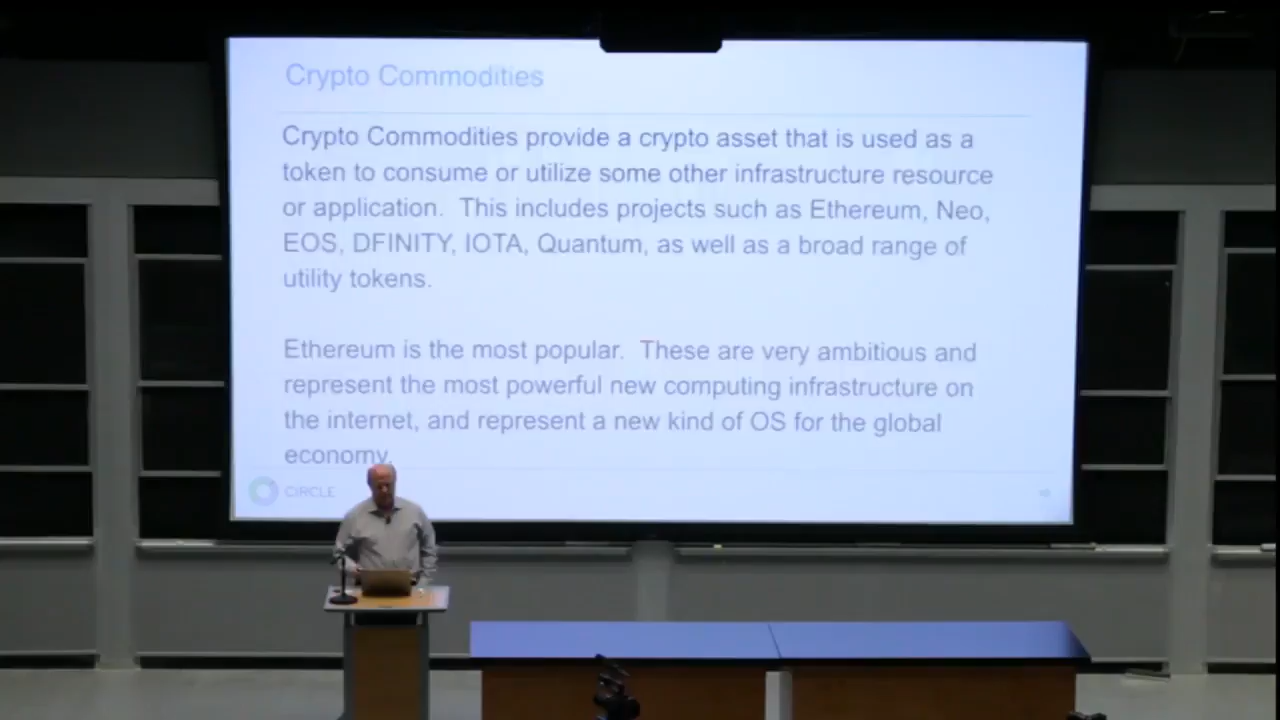 Crypto Commodities
Crypto Commodities provide a crypto asset that is used as a
token to consume or utilize some other infrastructure resource
or application.  This includes projects such as Ethereum, Neo,
EOS, DFINITY, IOTA, Quantum, as well as a broad range of
utility tokens.
Ethereum is the most popular.  These are very ambitious and
represent the most powerful new computing infrastructure on
the internet, and represent a new kind of OS for the global
economy.
CIRCLE